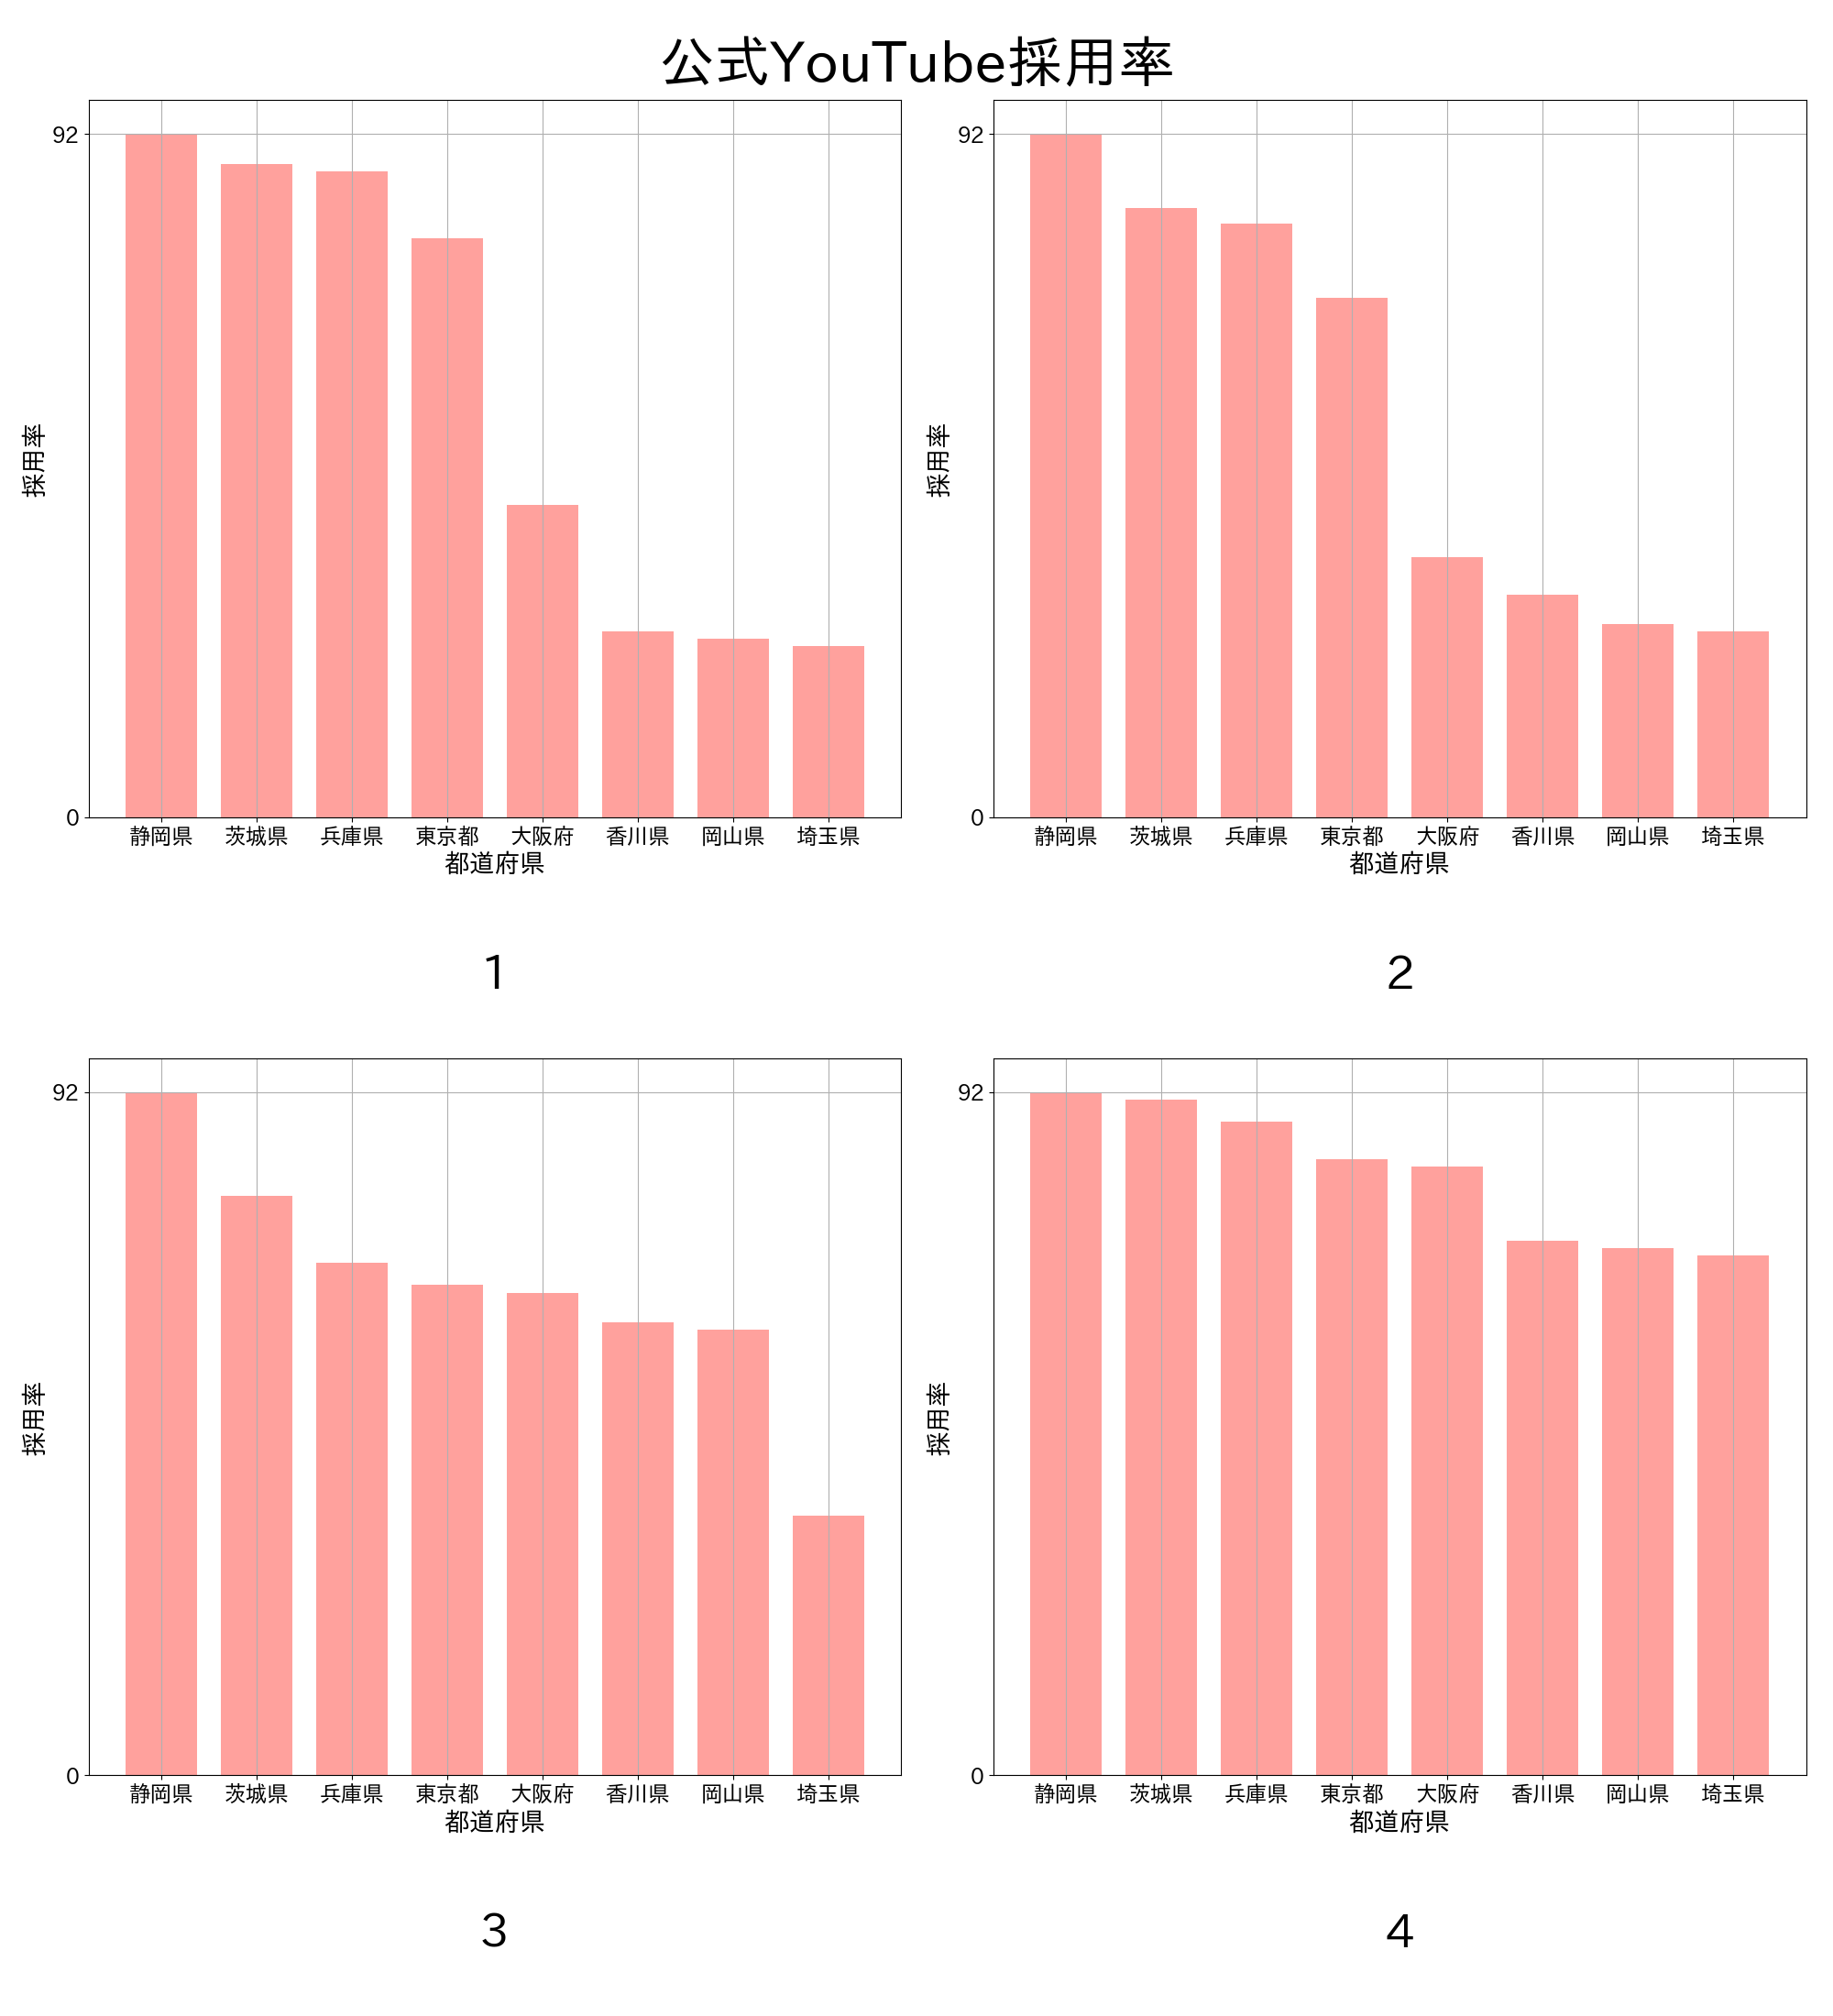 公式YouTube採用率
92
0
採用率
静岡県 茨城県 兵庫県 東京都 大阪府 香川県 岡山県 埼玉県
都道府県
1
92
0
採用率
静岡県 茨城県 兵庫県 東京都 大阪府 香川県 岡山県 埼玉県
都道府県
2
92
0
採用率
静岡県 茨城県 兵庫県 東京都 大阪府 香川県 岡山県 埼玉県
都道府県
3
92
0
採用率
静岡県 茨城県 兵庫県 東京都 大阪府 香川県 岡山県 埼玉県
都道府県
4